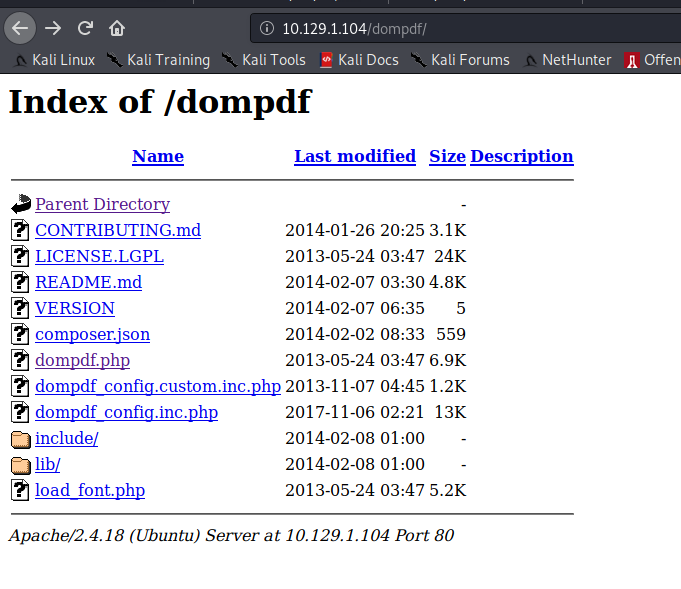 10.129.1.104/dompdf/
Kali Linux Kali Training Kali Tools Kali Docs Kali Forums NetHunter Offen
Index of /dompdf
Name Last modified Size Description
Parent Directory -
CONTRIBUTING.md 2014-01-26 20:25 3.1K
LICENSE.LGPL 2013-05-24 03:47 24K
README.md 2014-02-07 03:30 4.8K
VERSION 2014-02-07 06:35 5
composer.json 2014-02-02 08:33 559
dompdf.php 2013-05-24 03:47 6.9K
dompdf_config.custom.inc.php 2013-11-07 04:45 1.2K
dompdf_config.inc.php 2017-11-06 02:21 13K
include/ 2014-02-08 01:00 -
lib/ 2014-02-08 01:00 -
load_font.php 2013-05-24 03:47 5.2K
Apache/2.4.18 (Ubuntu) Server at 10.129.1.104 Port 80